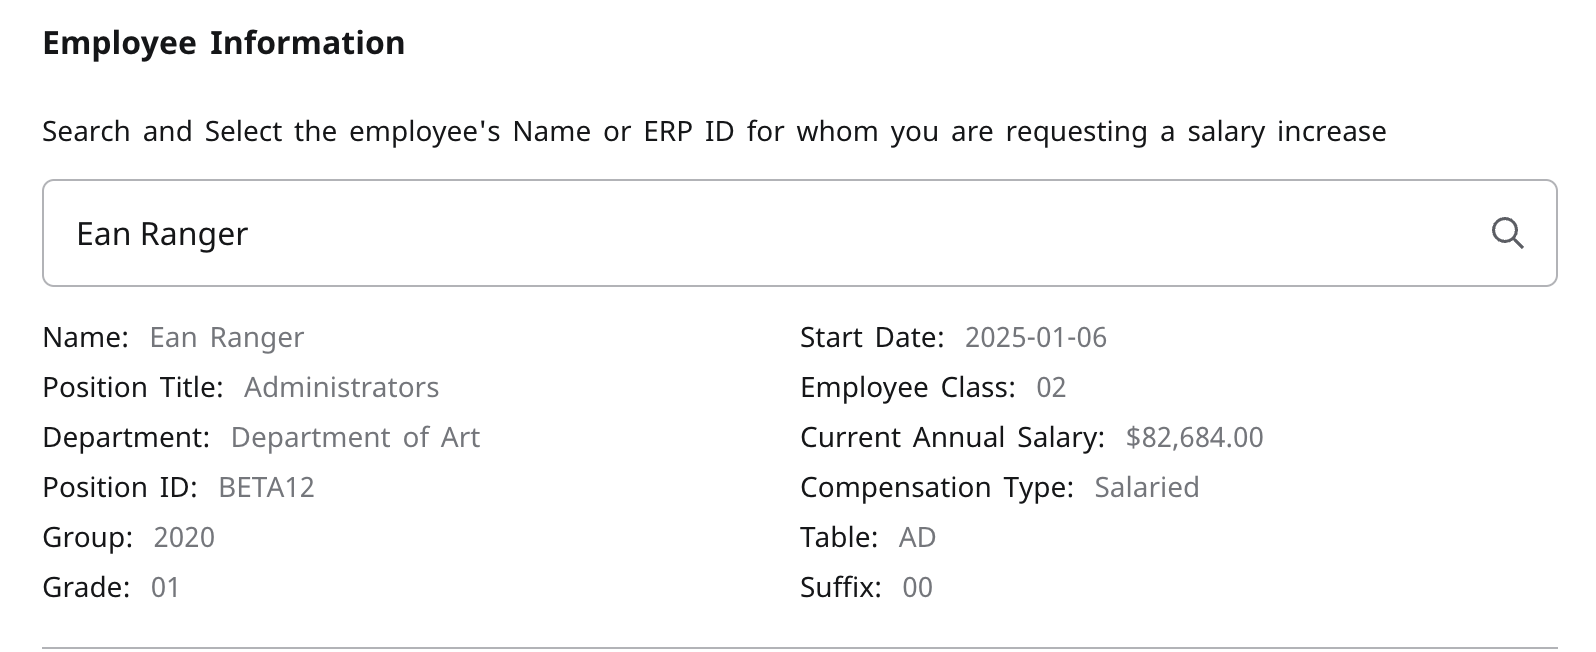 Employee Information
Search and Select the employee's Name or ERP ID for whom you are requesting a salary increase
Ean Ranger
Name: Ean Ranger
Position Title: Administrators
Department: Department of Art
Position ID: BETA12
Group: 2020
Grade: 01
Start Date: 2025-01-06
Employee Class: 02
Current Annual Salary: $82,684.00
Compensation Type: Salaried
Table: AD
Suffix: 00